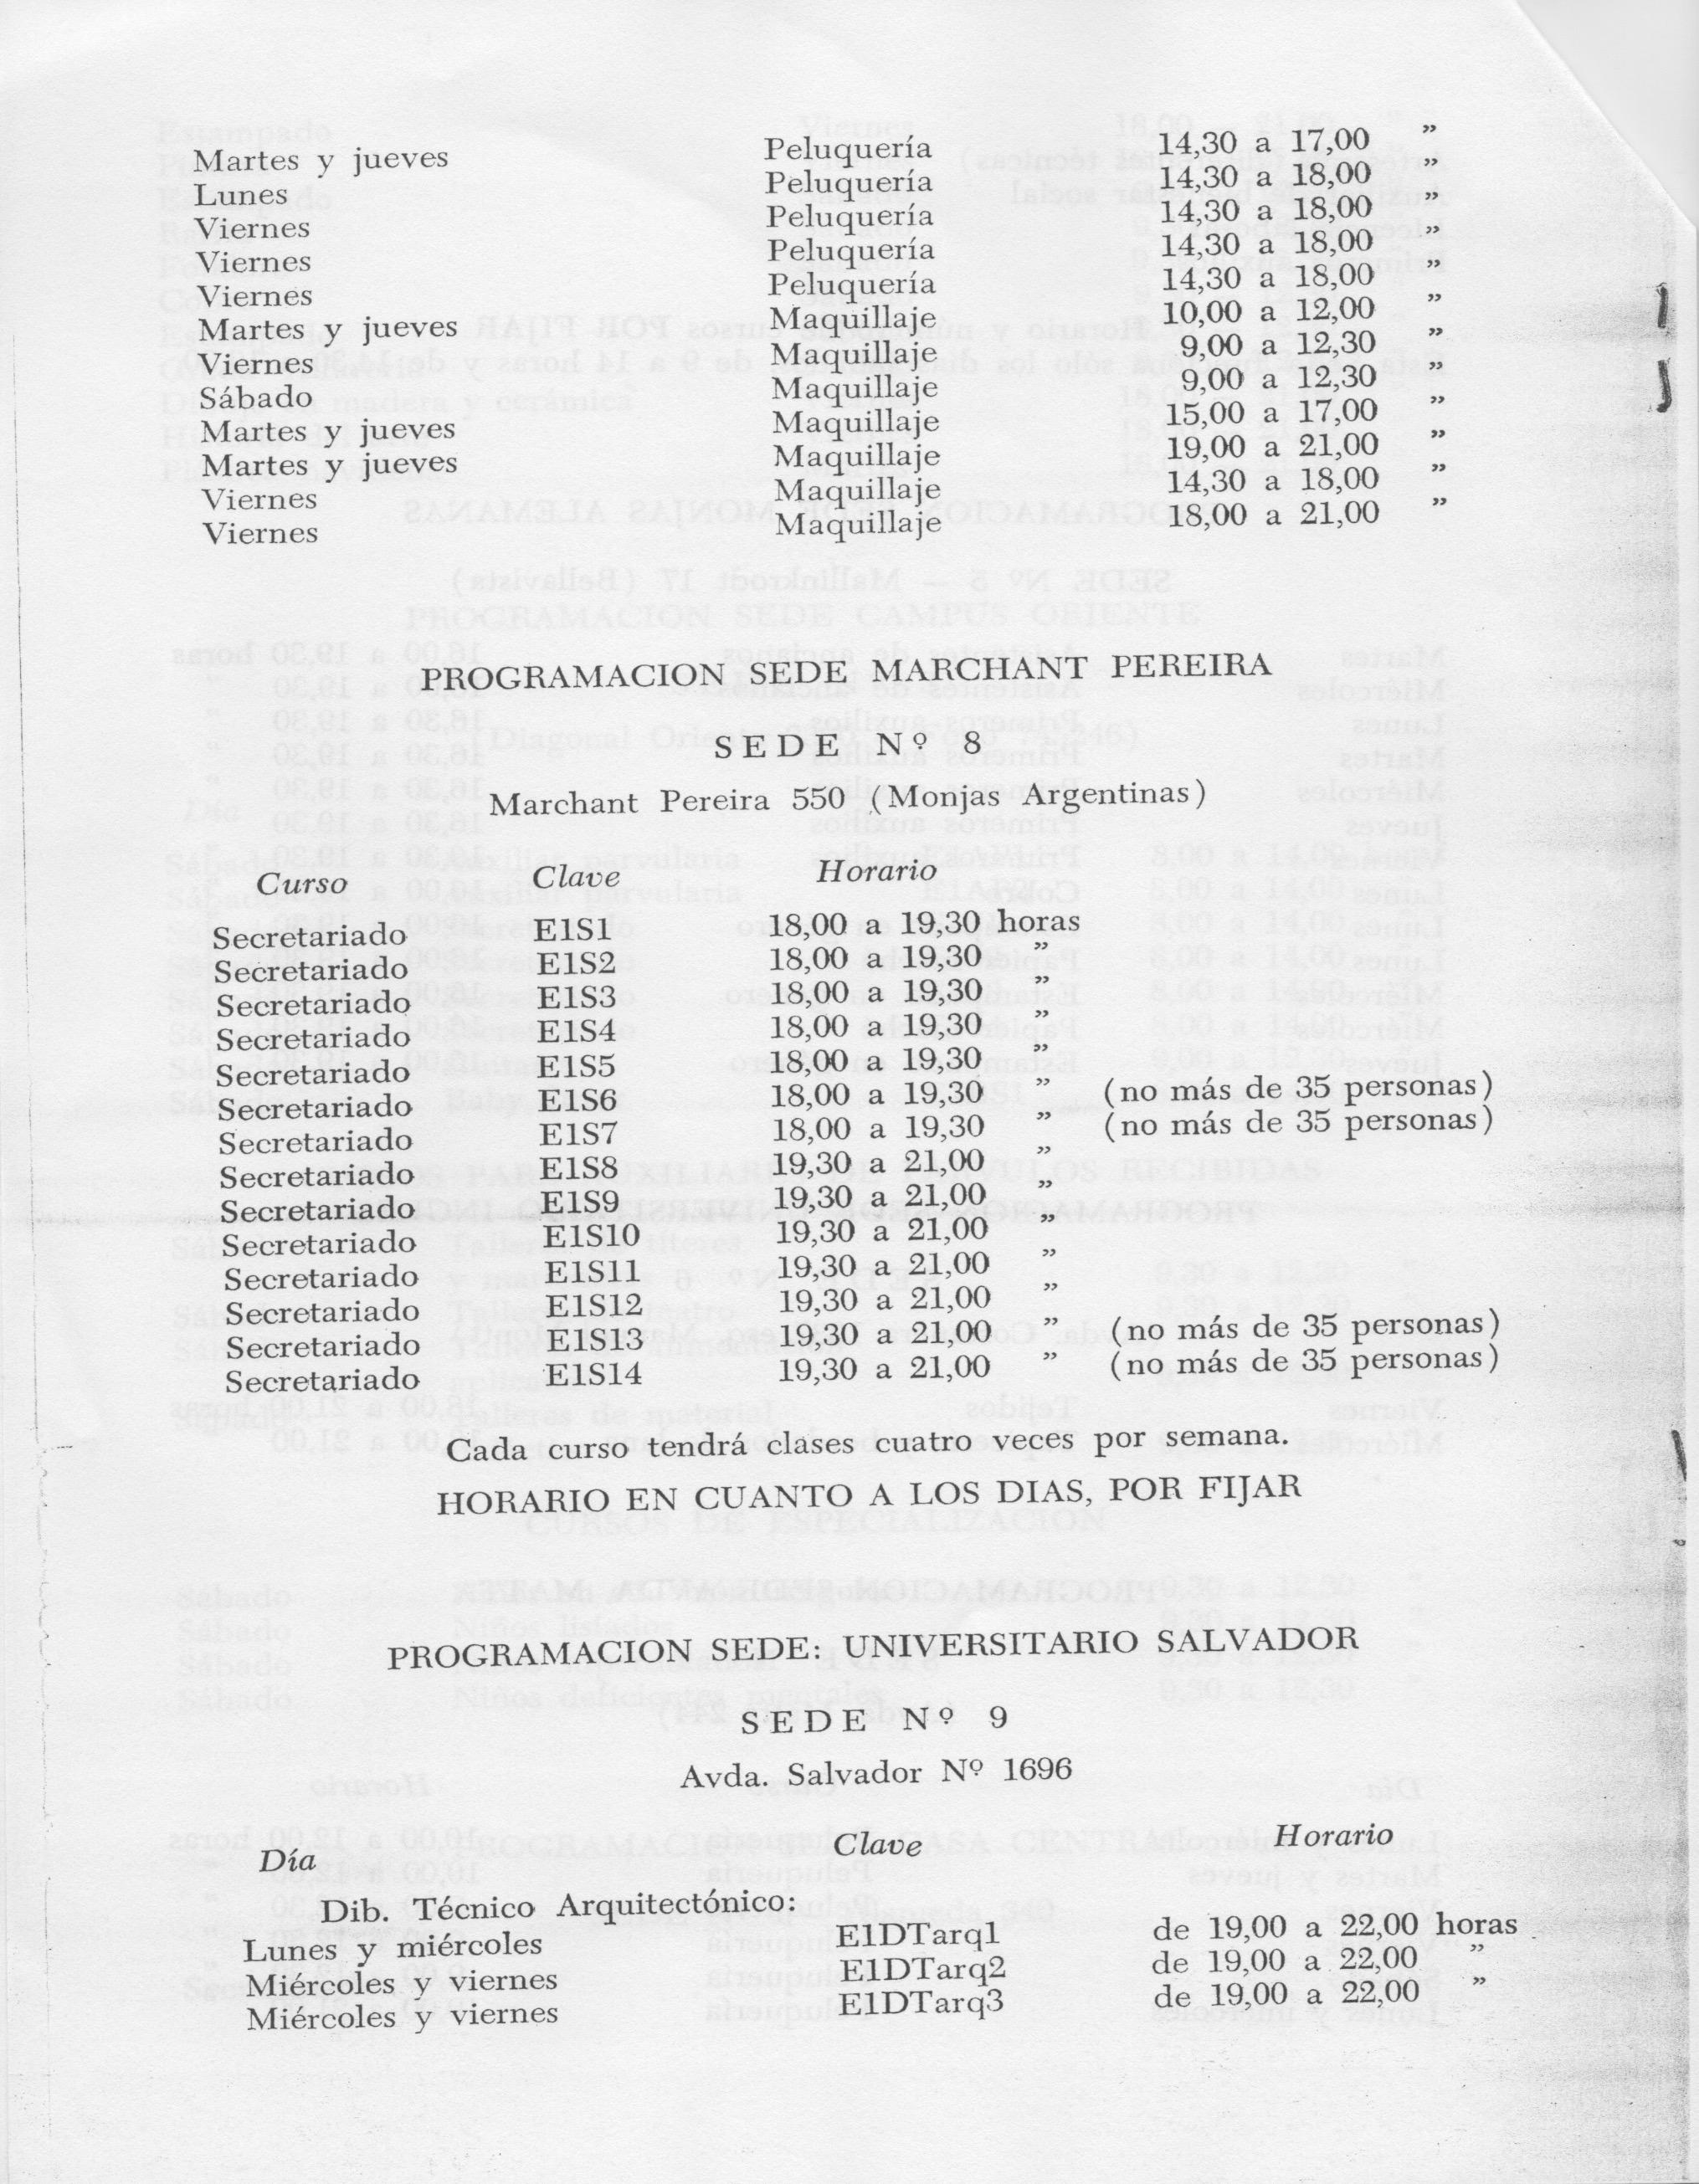 Martes y jueves Peluquería 14,30 a 17,00 ”
Lunes Peluquería 14,30 a 18,00 ”
Viernes Peluquería 14,30 a 18,00 ”
Viernes Peluquería 14,30 a 18,00 ”
Viernes Peluquería 14,30 a 18,00 ”
Martes y jueves Maquillaje 10,00 a 12,00 ”
Viernes Maquillaje 9,00 a 12,30 ”
Sábado Maquillaje 9,00 a 12,30 ”
Martes y jueves Maquillaje 15,00 a 17,00 ”
Martes y jueves Maquillaje 19,00 a 21,00 ”
Viernes Maquillaje 14,30 a 18,00 ”
Viernes Maquillaje 18,00 a 21,00 ”
PROGRAMACION SEDE MARCHANT PEREIRA
SEDE Nº 8
Marchant Pereira 550 (Monjas Argentinas)
Curso Clave Horario
Secretariado E1S1 18,00 a 19,30 horas
Secretariado E1S2 18,00 a 19,30 ”
Secretariado E1S3 18,00 a 19,30 ”
Secretariado E1S4 18,00 a 19,30 ”
Secretariado E1S5 18,00 a 19,30 ”
Secretariado E1S6 18,00 a 19,30 ” (no más de 35 personas)
Secretariado E1S7 18,00 a 19,30 ” (no más de 35 personas)
Secretariado E1S8 19,30 a 21,00 ”
Secretariado E1S9 19,30 a 21,00 ”
Secretariado E1S10 19,30 a 21,00 ”
Secretariado E1S11 19,30 a 21,00 ”
Secretariado E1S12 19,30 a 21,00 ”
Secretariado E1S13 19,30 a 21,00 ” (no más de 35 personas)
Secretariado E1S14 19,30 a 21,00 ” (no más de 35 personas)
Cada curso tendrá clases cuatro veces por semana.
HORARIO EN CUANTO A LOS DIAS, POR FIJAR
PROGRAMACION SEDE: UNIVERSITARIO SALVADOR
SEDE Nº 9
Avda. Salvador Nº 1696
Día Clave Horario
Dib. Técnico Arquitectónico:
Lunes y miércoles E1DTarq1 de 19,00 a 22,00 horas
Miércoles y viernes E1DTarq2 de 19,00 a 22,00 ”
Miércoles y viernes E1DTarq3 de 19,00 a 22,00 ”